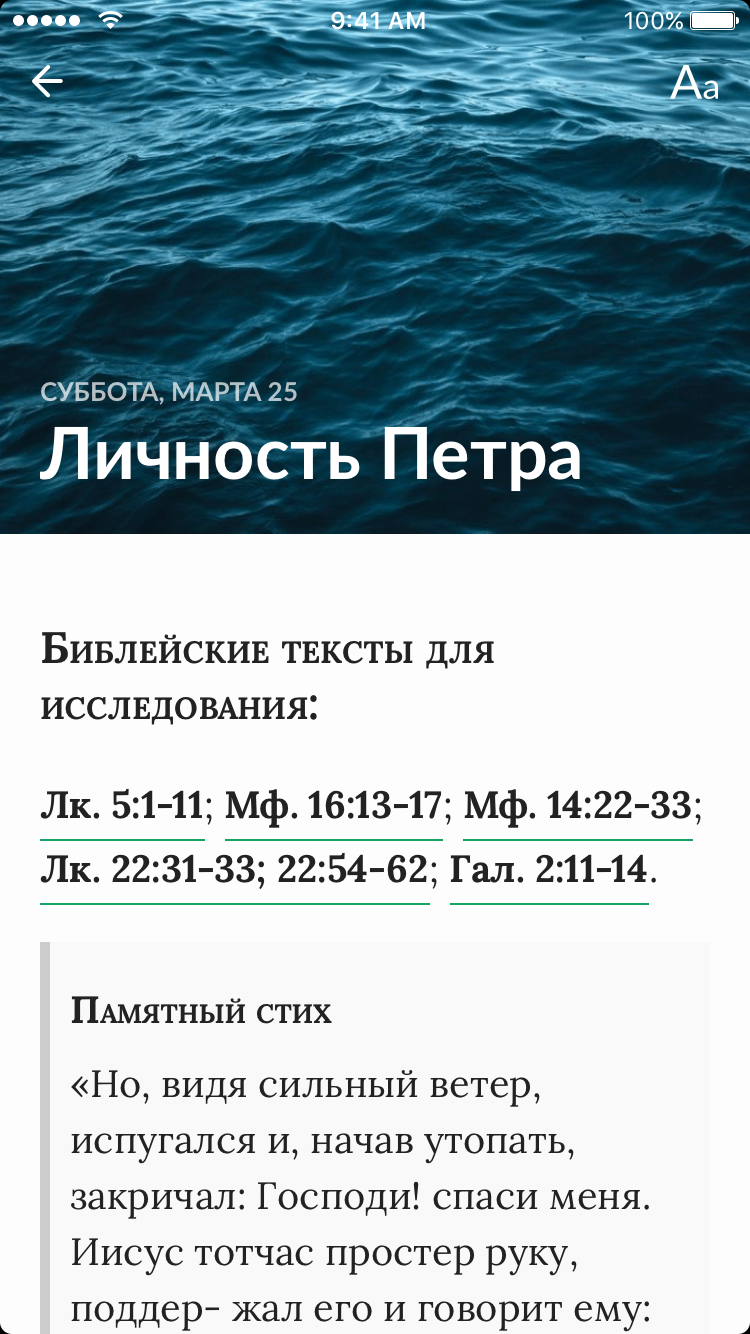 9:41 AM 100%
Aa
СУББОТА, МАРТА 25
Личность Петра
Библейские тексты для
исследования:
Лк. 5:1–11; Мф. 16:13–17; Мф. 14:22–33;
Лк. 22:31–33; 22:54–62; Гал. 2:11–14.
Памятный стих
«Но, видя сильный ветер,
испугался и, начав утопать,
закричал: Господи! спаси меня.
Иисус тотчас простер руку,
поддер- жал его и говорит ему: